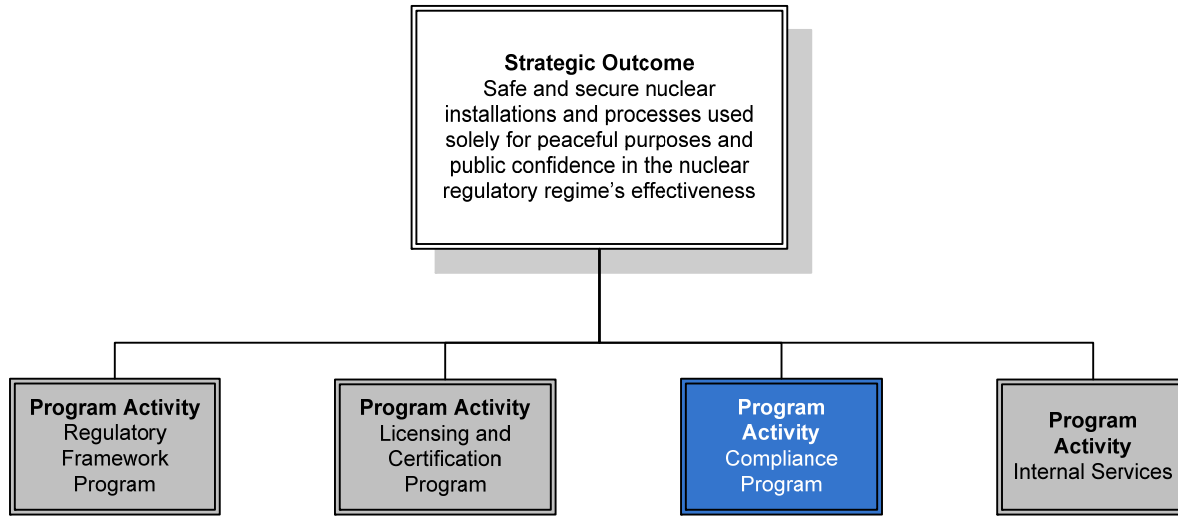 Strategic Outcome
Safe and secure nuclear
installations and processes used
solely for peaceful purposes and
public confidence in the nuclear
regulatory regime’s effectiveness
Program Activity
Regulatory
Framework
Program
Program Activity
Licensing and
Certification
Program
Program
Activity
Compliance
Program
Program
Activity
Internal Services